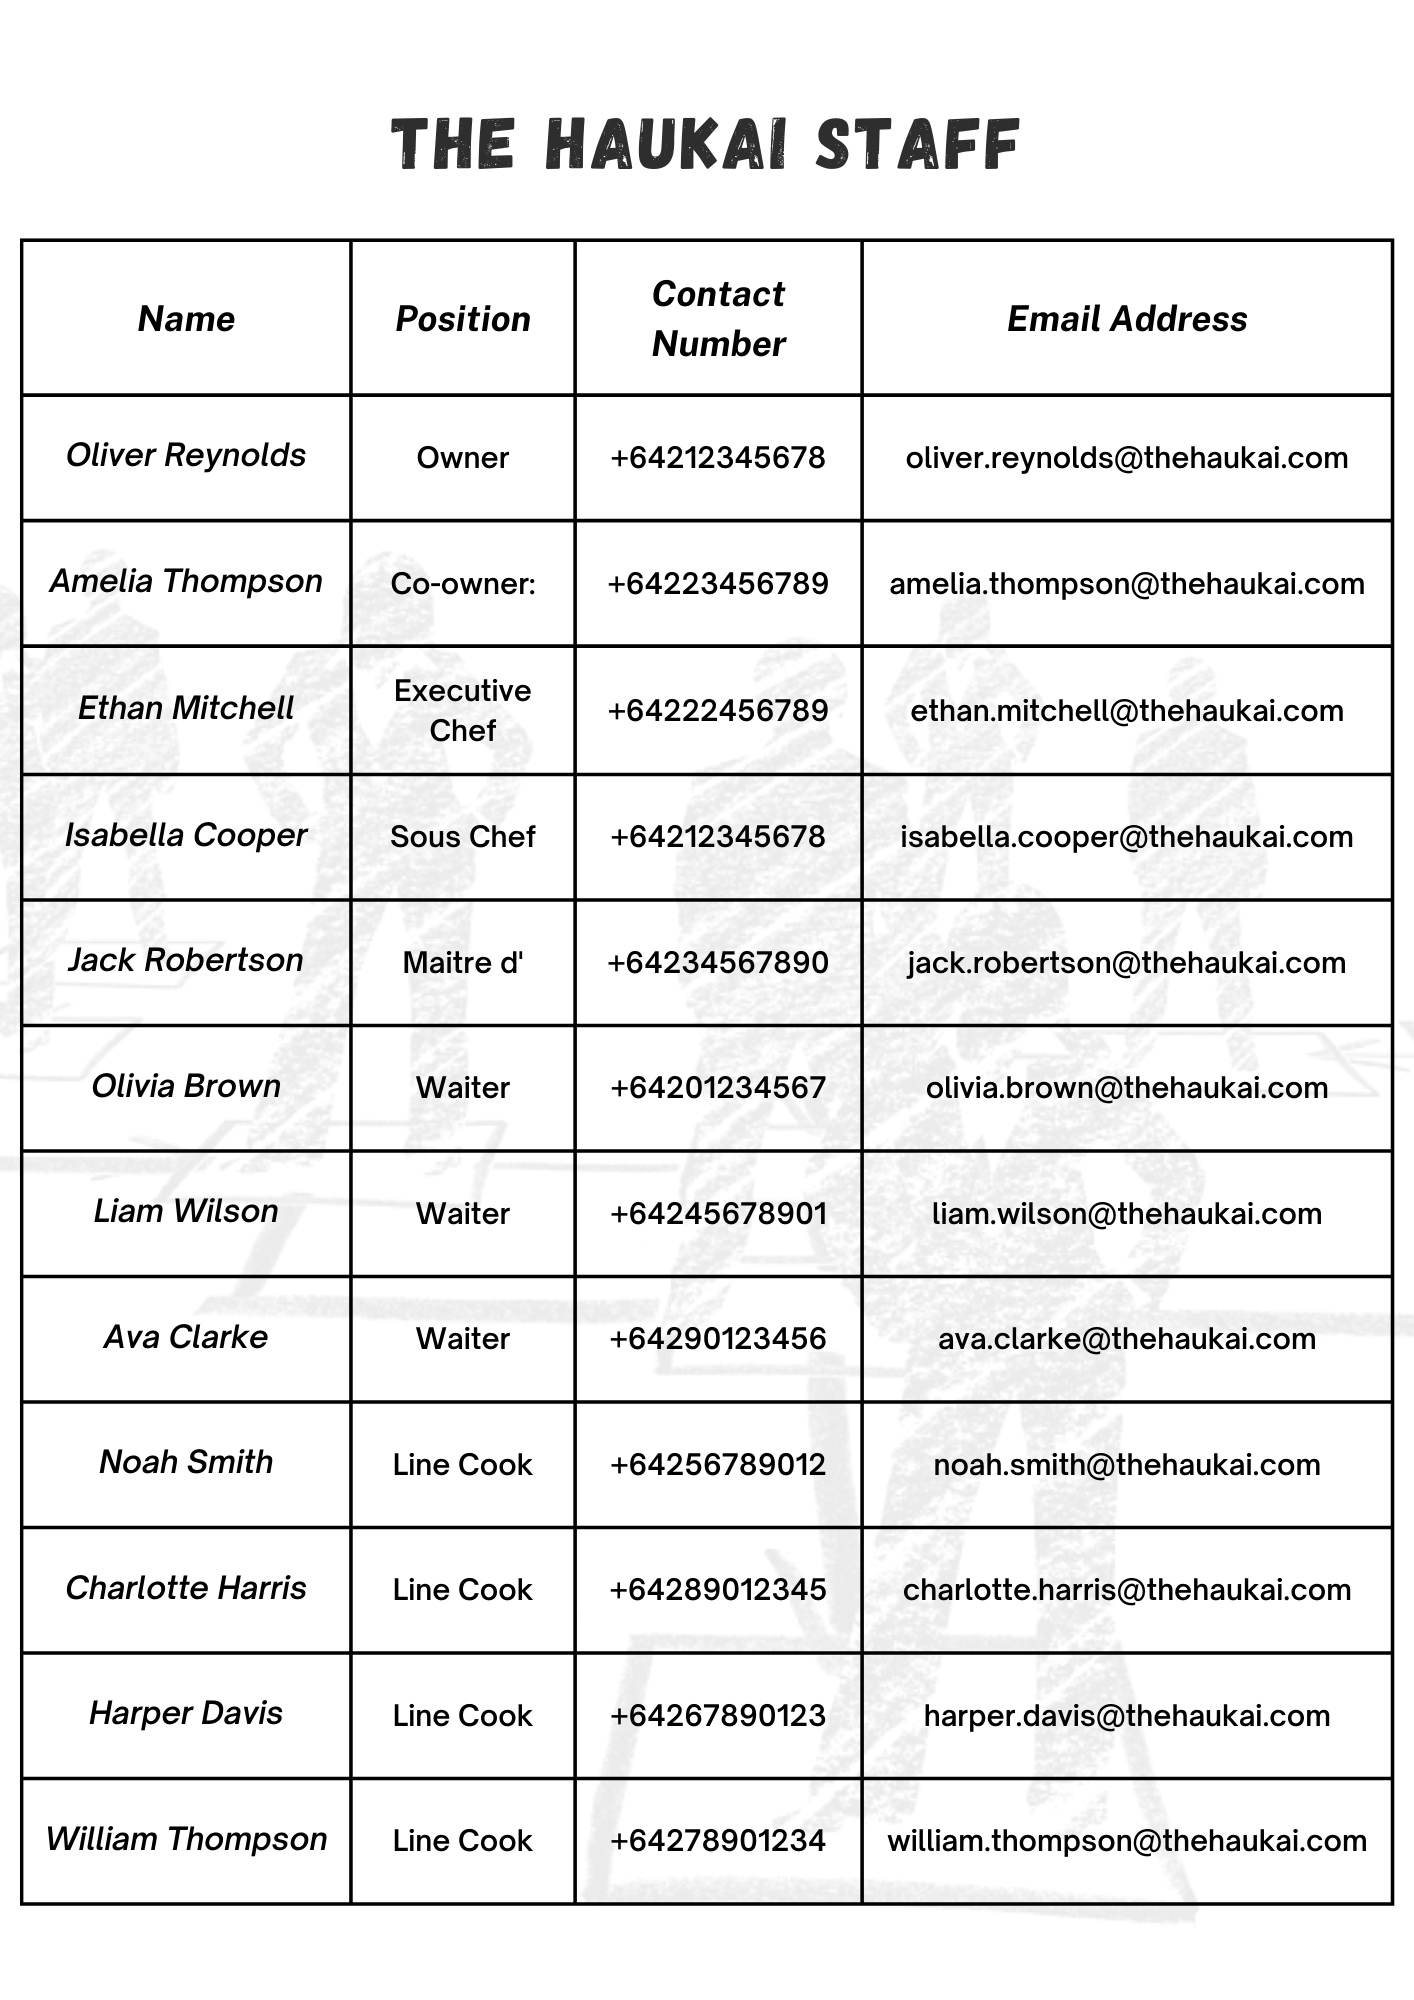 THE HAUKAI STAFF
Name Position Contact Number Email Address
Oliver Reynolds Owner +64212345678 oliver.reynolds@thehaukai.com
Amelia Thompson Co-owner: +64223456789 amelia.thompson@thehaukai.com
Ethan Mitchell Executive Chef +64222456789 ethan.mitchell@thehaukai.com
Isabella Cooper Sous Chef +64212345678 isabella.cooper@thehaukai.com
Jack Robertson Maitre d' +64234567890 jack.robertson@thehaukai.com
Olivia Brown Waiter +64201234567 olivia.brown@thehaukai.com
Liam Wilson Waiter +64245678901 liam.wilson@thehaukai.com
Ava Clarke Waiter +64290123456 ava.clarke@thehaukai.com
Noah Smith Line Cook +64256789012 noah.smith@thehaukai.com
Charlotte Harris Line Cook +64289012345 charlotte.harris@thehaukai.com
Harper Davis Line Cook +64267890123 harper.davis@thehaukai.com
William Thompson Line Cook +64278901234 william.thompson@thehaukai.com